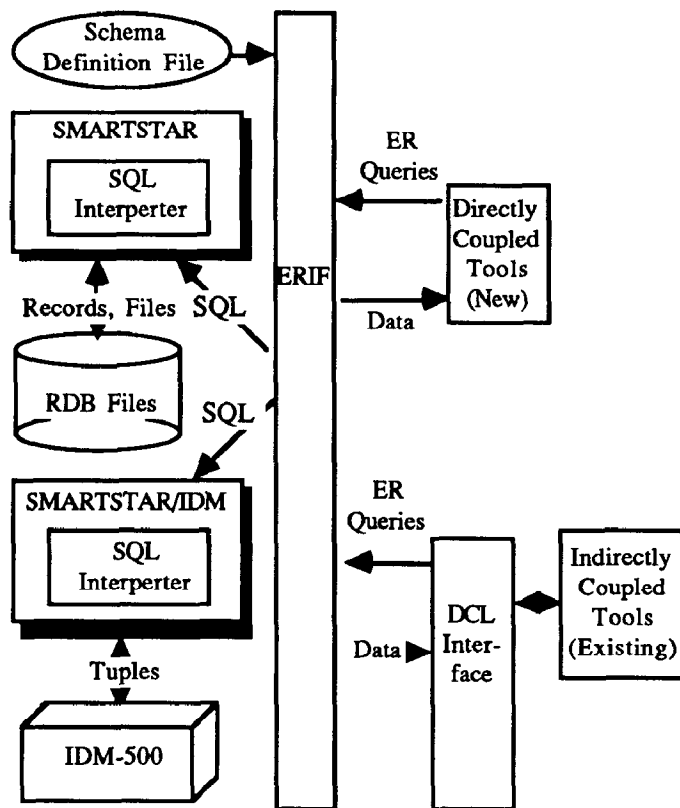 Schema
Definition File
SMARTSTAR
SQL
Interperter
Records, Files
SQL
RDB Files
SQL
SMARTSTAR/IDM
SQL
Interperter
Tuples
IDM-500
ERIF
ER
Queries
Directly
Coupled
Tools
(New)
Data
ER
Queries
DCL
Inter-
face
Data
Indirectly
Coupled
Tools
(Existing)